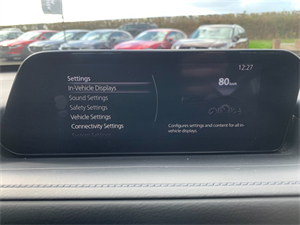 12:27
Settings
In-Vehicle Displays
Sound Settings
Safety Settings
Vehicle Settings
Connectivity Settings
80
Configures settings and content for all in-
vehicle displays.